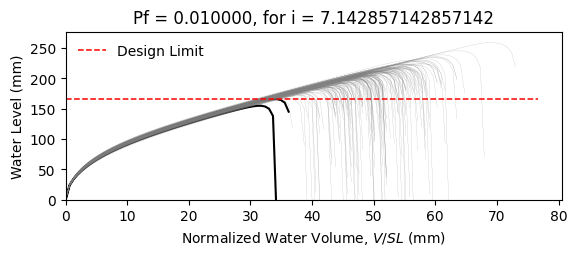 Pf = 0.010000, for i = 7.142857142857142
Water Level (mm)
250
200
150
100
50
0
Design Limit
0 10 20 30 40 50 60 70 80
Normalized Water Volume, V/SL (mm)